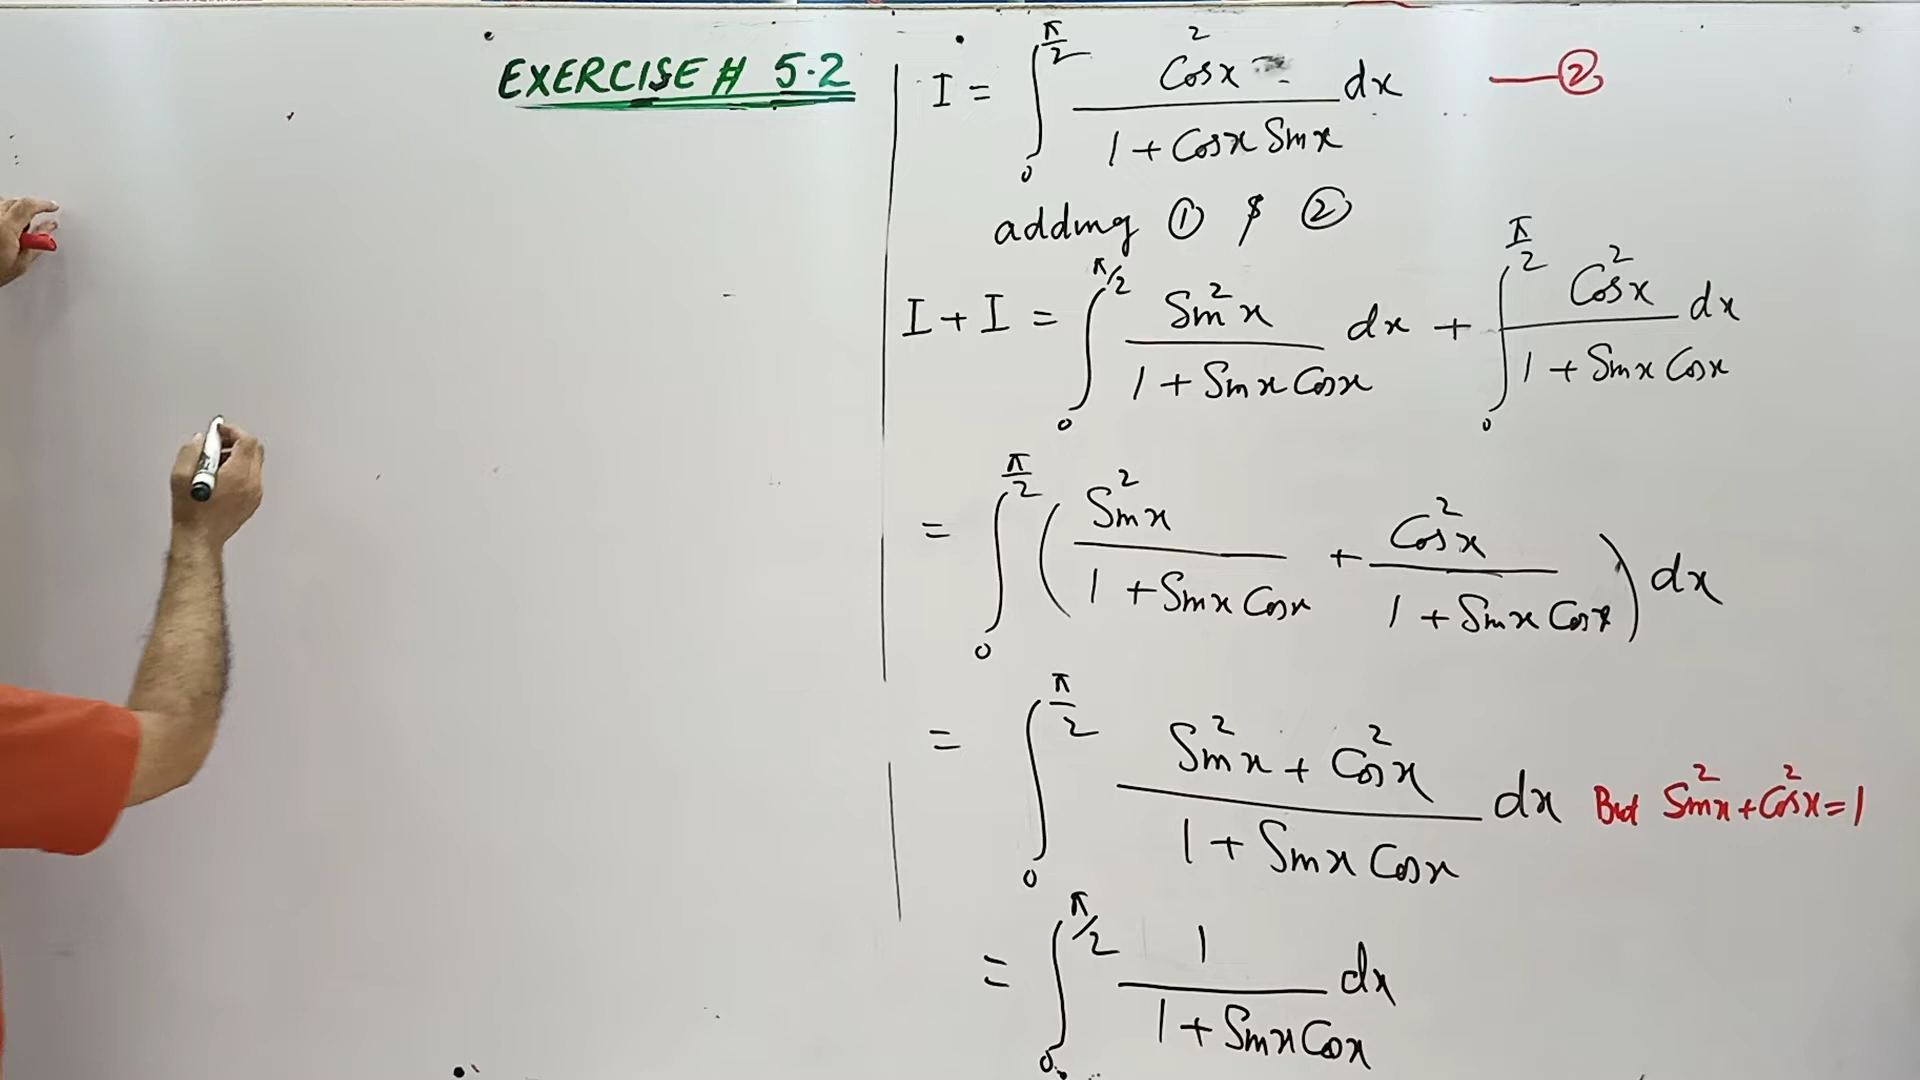 EXERCISE # 5.2
I = ∫₀^(π/2) Cos²x / (1 + Cosx Sinx) dx —②
adding ① & ②
I + I = ∫₀^(π/2) Sin²x / (1 + Sinx Cosx) dx + ∫₀^(π/2) Cos²x / (1 + Sinx Cosx) dx
= ∫₀^(π/2) ( Sin²x / (1 + Sinx Cosx) + Cos²x / (1 + Sinx Cosx) ) dx
= ∫₀^(π/2) (Sin²x + Cos²x) / (1 + Sinx Cosx) dx But Sin²x + Cos²x = 1
= ∫₀^(π/2) 1 / (1 + Sinx Cosx) dx